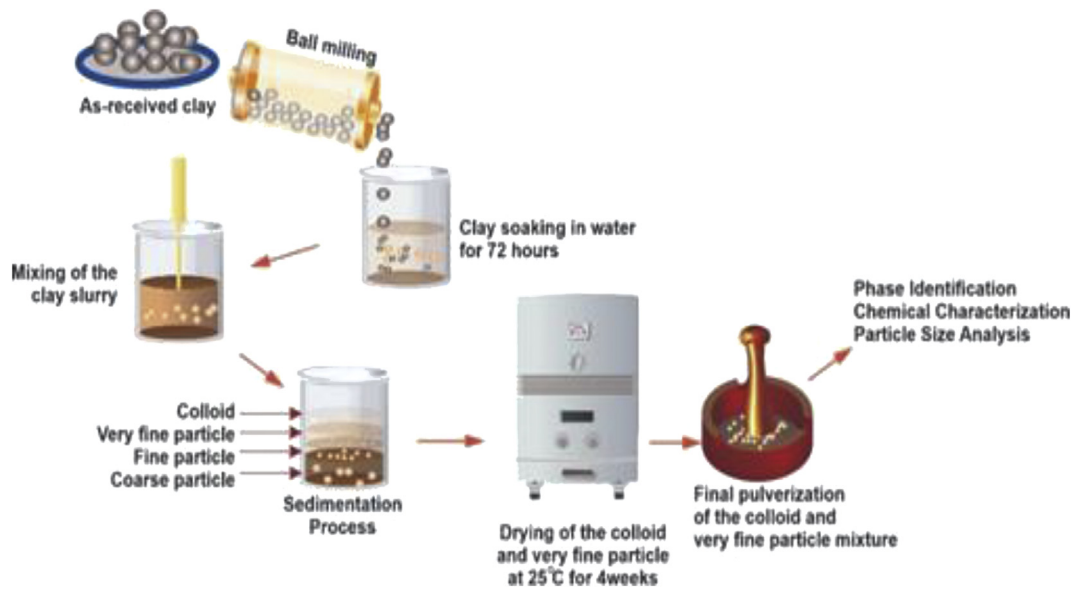 Ball milling
As-received clay
Clay soaking in water
for 72 hours
Mixing of the
clay slurry
Colloid
Very fine particle
Fine particle
Coarse particle
Sedimentation
Process
Drying of the colloid
and very fine particle
at 25°C for 4weeks
Final pulverization
of the colloid and
very fine particle mixture
Phase Identification
Chemical Characterization
Particle Size Analysis